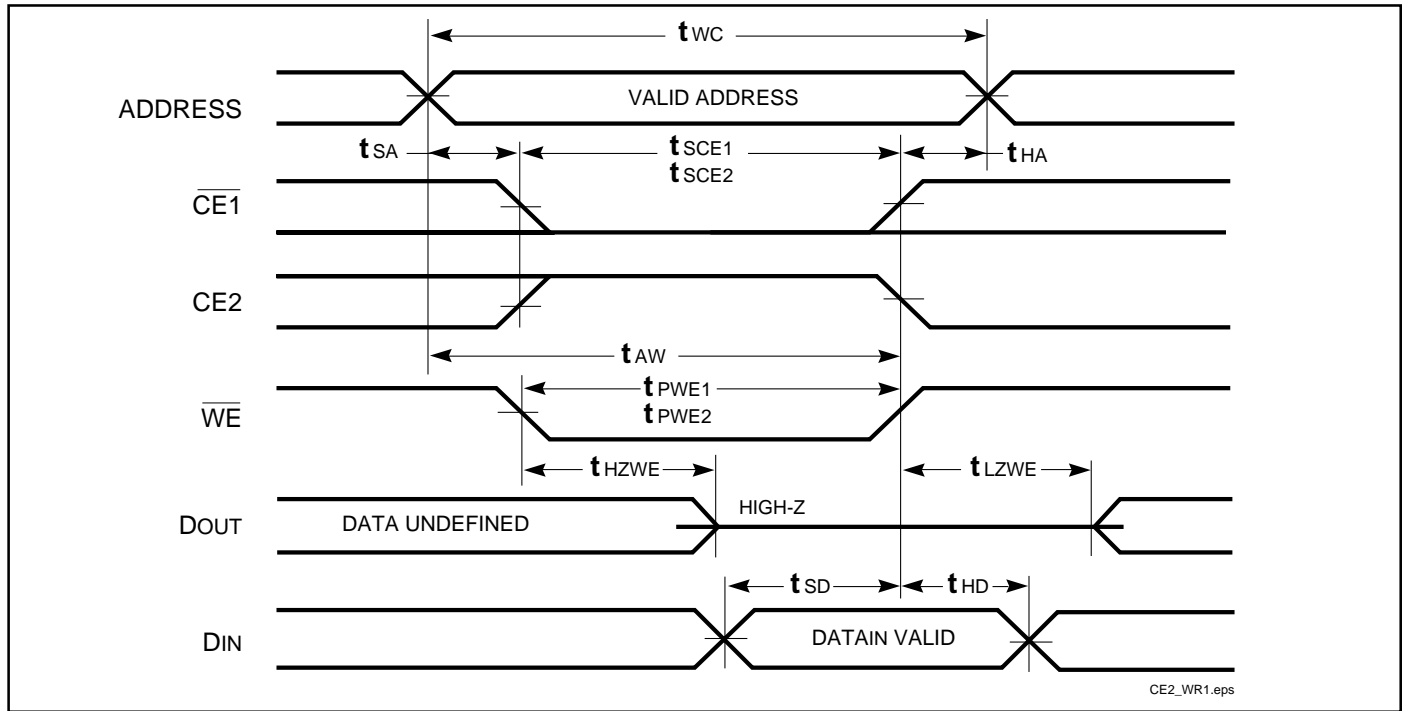 tWC
ADDRESS
VALID ADDRESS
tSA
tSCE1
tSCE2
tHA
CE1
CE2
tAW
WE
tPWE1
tPWE2
tHZWE
tLZWE
DOUT
DATA UNDEFINED
HIGH-Z
tSD
tHD
DIN
DATAIN VALID
CE2_WR1.eps